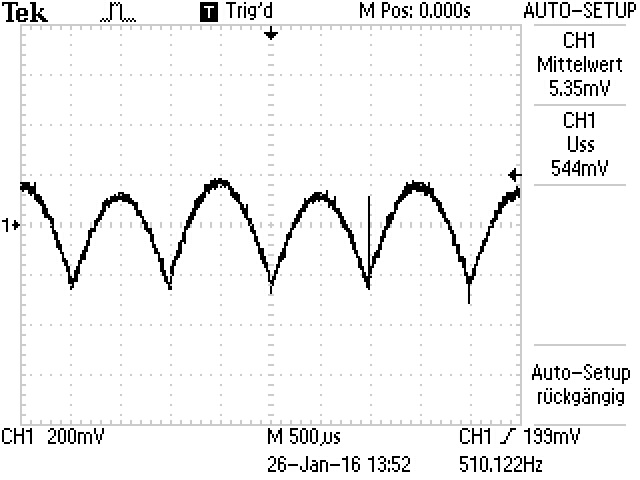 Tek T Trig'd M Pos: 0.000s AUTO-SETUP
CH1
Mittelwert
5.35mV
CH1
Uss
544mV
1
Auto-Setup
rückgängig
CH1 200mV M 500µs CH1 199mV
26-Jan-16 13:52 510.122Hz